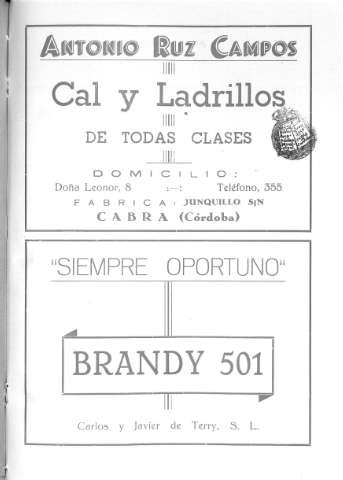 ANTONIO RUZ CAMPOS
Cal y Ladrillos
DE TODAS CLASES
DOMICILIO:
Doña Leonor, 8 :—: Teléfono, 355
FABRICA: JUNQUILLO S/N
CABRA (Córdoba)
"SIEMPRE OPORTUNO"
BRANDY 501
Carlos y Javier de Terry, S. L.